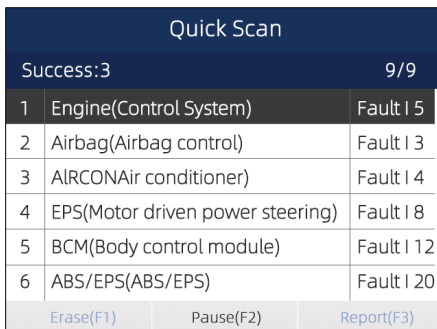 Quick Scan
Success:3 9/9
1 Engine(Control System) Fault I 5
2 Airbag(Airbag control) Fault I 3
3 AlRCONAir conditioner) Fault I 4
4 EPS(Motor driven power steering) Fault I 8
5 BCM(Body control module) Fault I 12
6 ABS/EPS(ABS/EPS) Fault I 20
Erase(F1) Pause(F2) Report(F3)